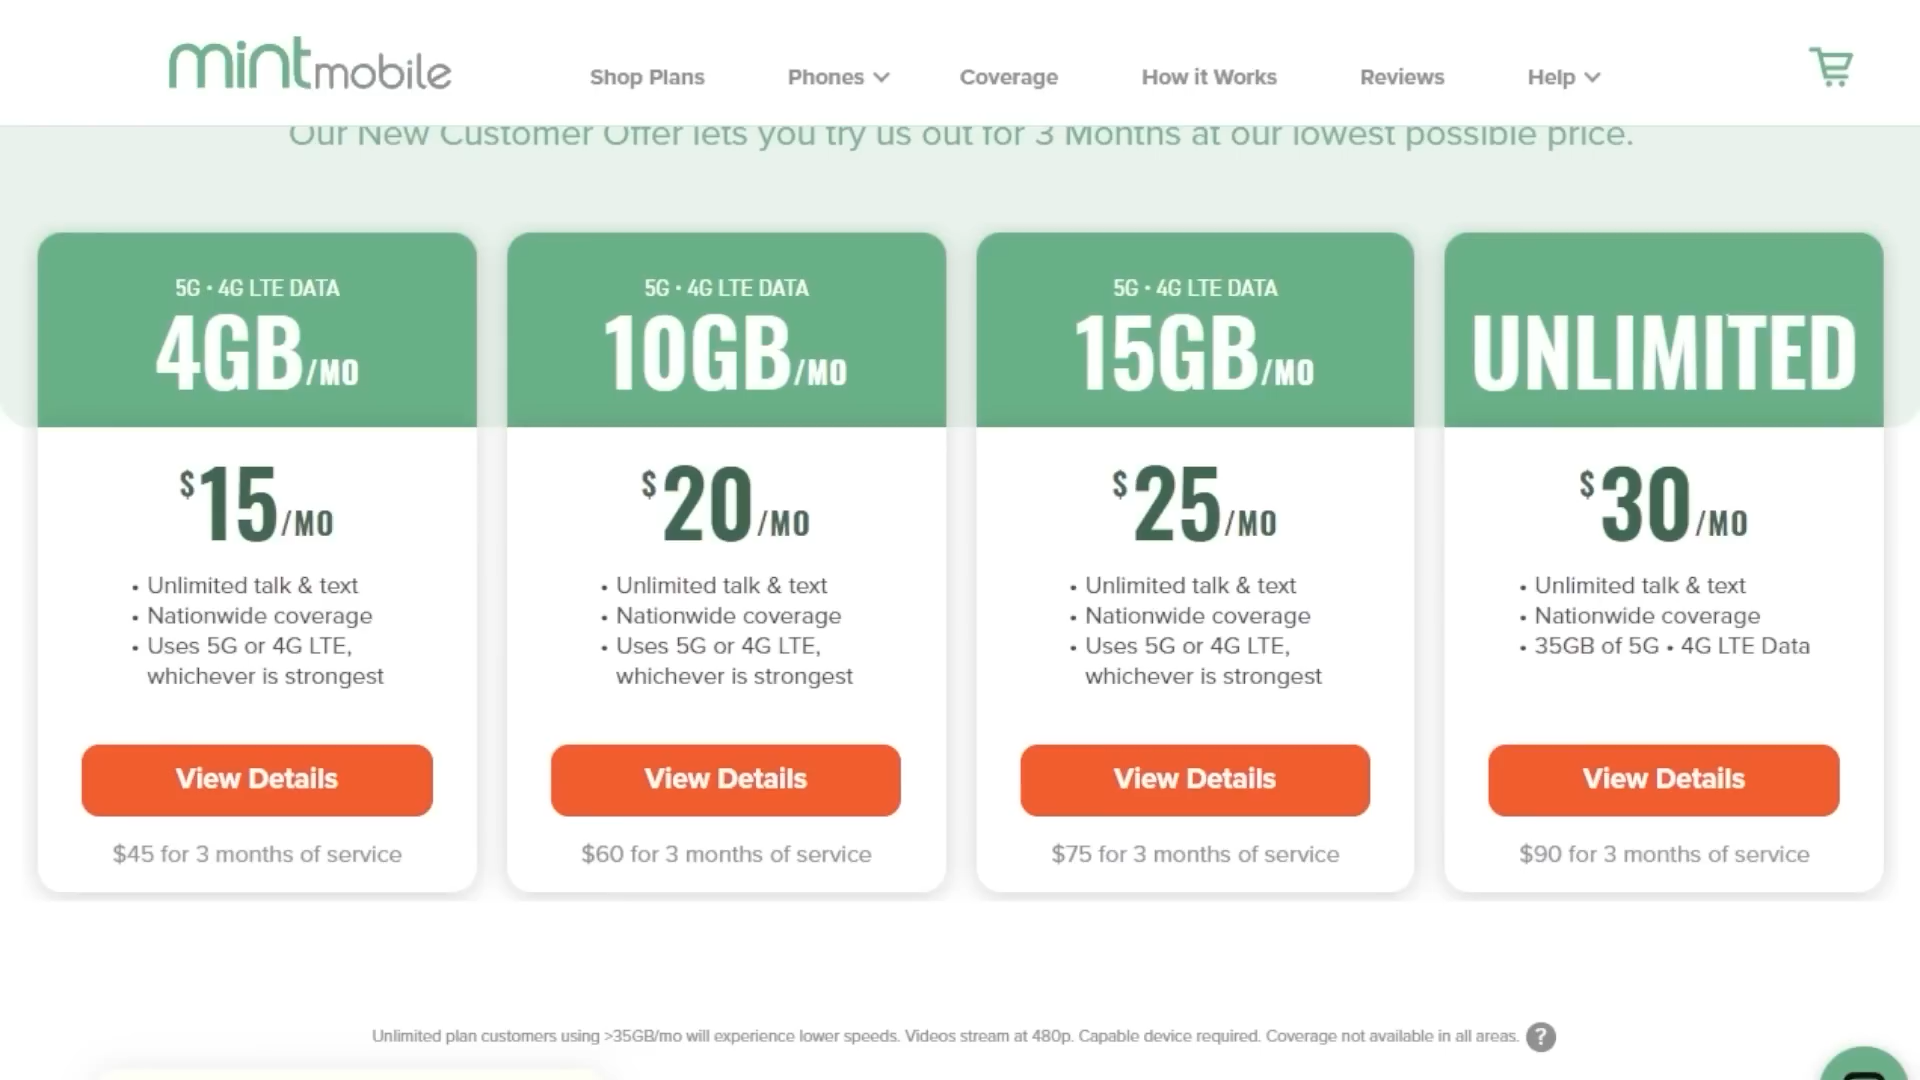 mintmobile
Shop Plans
Phones
Coverage
How it Works
Reviews
Help
Our New Customer Offer lets you try us out for 3 Months at our lowest possible price.
5G • 4G LTE DATA
4GB/MO
$15/MO
• Unlimited talk & text
• Nationwide coverage
• Uses 5G or 4G LTE,
whichever is strongest
View Details
$45 for 3 months of service
5G • 4G LTE DATA
10GB/MO
$20/MO
• Unlimited talk & text
• Nationwide coverage
• Uses 5G or 4G LTE,
whichever is strongest
View Details
$60 for 3 months of service
5G • 4G LTE DATA
15GB/MO
$25/MO
• Unlimited talk & text
• Nationwide coverage
• Uses 5G or 4G LTE,
whichever is strongest
View Details
$75 for 3 months of service
UNLIMITED
$30/MO
• Unlimited talk & text
• Nationwide coverage
• 35GB of 5G • 4G LTE Data
View Details
$90 for 3 months of service
Unlimited plan customers using >35GB/mo will experience lower speeds. Videos stream at 480p. Capable device required. Coverage not available in all areas. ?